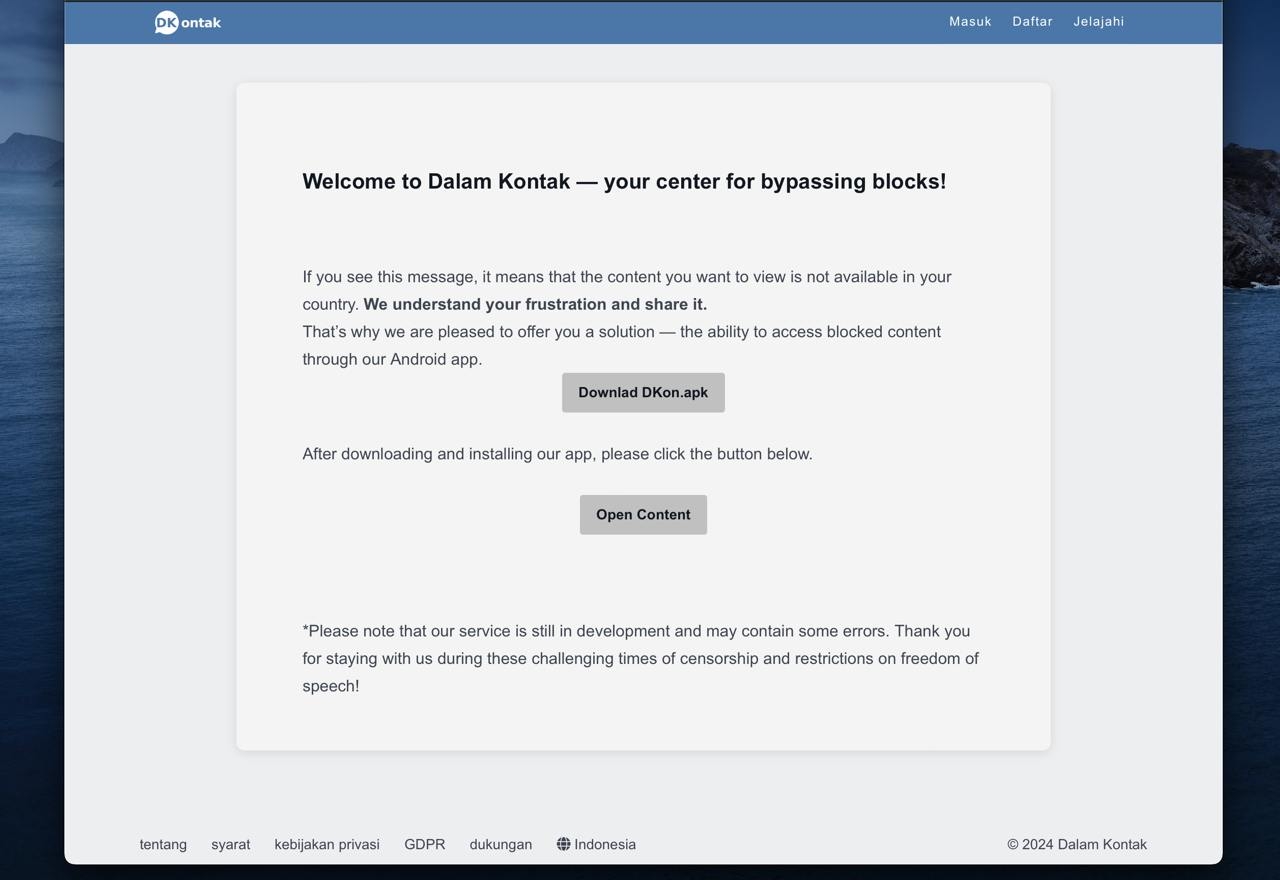 DKontak
Masuk Daftar Jelajahi
Welcome to Dalam Kontak — your center for bypassing blocks!
If you see this message, it means that the content you want to view is not available in your
country. We understand your frustration and share it.
That’s why we are pleased to offer you a solution — the ability to access blocked content
through our Android app.
Downlad DKon.apk
After downloading and installing our app, please click the button below.
Open Content
*Please note that our service is still in development and may contain some errors. Thank you
for staying with us during these challenging times of censorship and restrictions on freedom of
speech!
tentang syarat kebijakan privasi GDPR dukungan Indonesia
© 2024 Dalam Kontak